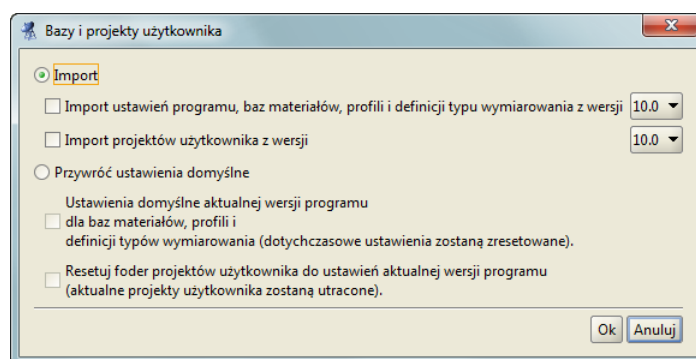 Bazy i projekty użytkownika
Import
Import ustawień programu, baz materiałów, profili i definicji typu wymiarowania z wersji 10.0
Import projektów użytkownika z wersji 10.0
Przywróć ustawienia domyślne
Ustawienia domyślne aktualnej wersji programu
dla baz materiałów, profili i
definicji typów wymiarowania (dotychczasowe ustawienia zostaną zresetowane).
Resetuj foder projektów użytkownika do ustawień aktualnej wersji programu
(aktualne projekty użytkownika zostaną utracone).
Ok Anuluj